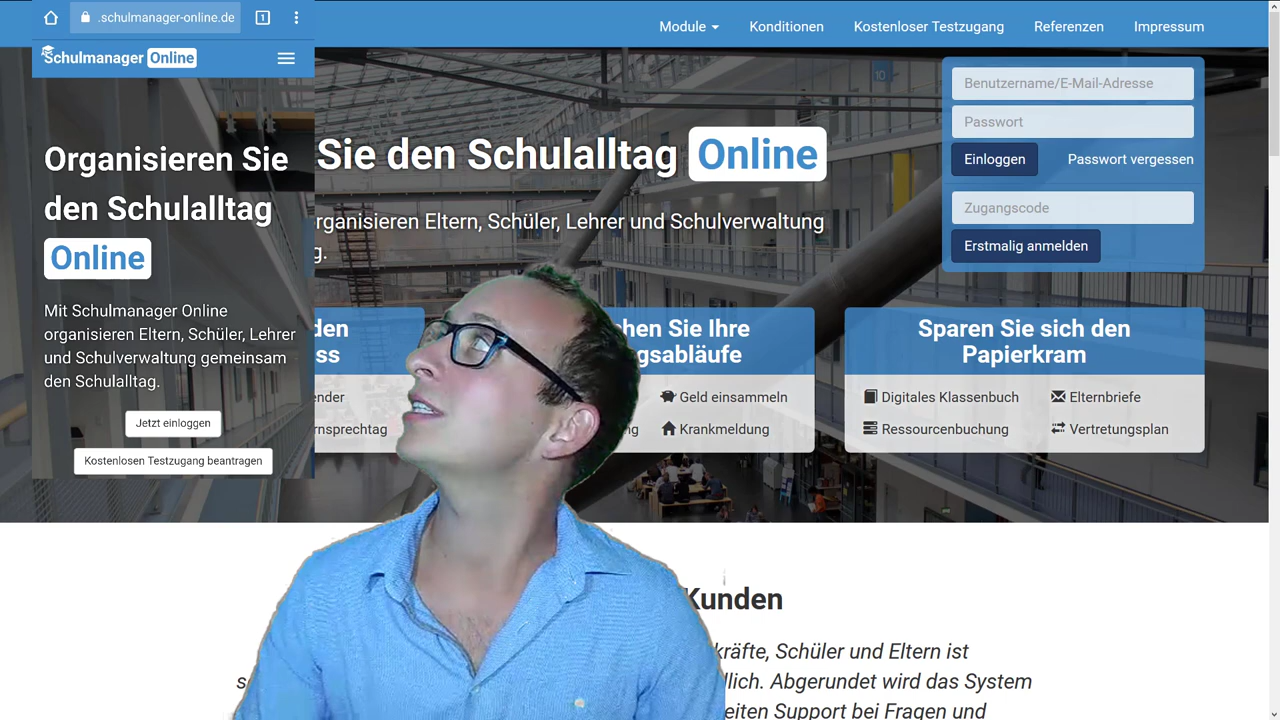 .schulmanager-online.de
1
Schulmanager Online
Organisieren Sie
den Schulalltag
Online
Mit Schulmanager Online
organisieren Eltern, Schüler, Lehrer
und Schulverwaltung gemeinsam
den Schulalltag.
Jetzt einloggen
Kostenlosen Testzugang beantragen
Module
Konditionen
Kostenloser Testzugang
Referenzen
Impressum
Sie den Schulalltag Online
rganisieren Eltern, Schüler, Lehrer und Schulverwaltung
g.
10
Benutzername/E-Mail-Adresse
Passwort
Einloggen
Passwort vergessen
Zugangscode
Erstmalig anmelden
den
ss
ender
rnsprechtag
hen Sie Ihre
gsabläufe
Geld einsammeln
ng
Krankmeldung
Sparen Sie sich den
Papierkram
Digitales Klassenbuch
Elternbriefe
Ressourcenbuchung
Vertretungsplan
Kunden
kräfte, Schüler und Eltern ist
s
dlich. Abgerundet wird das System
eiten Support bei Fragen und